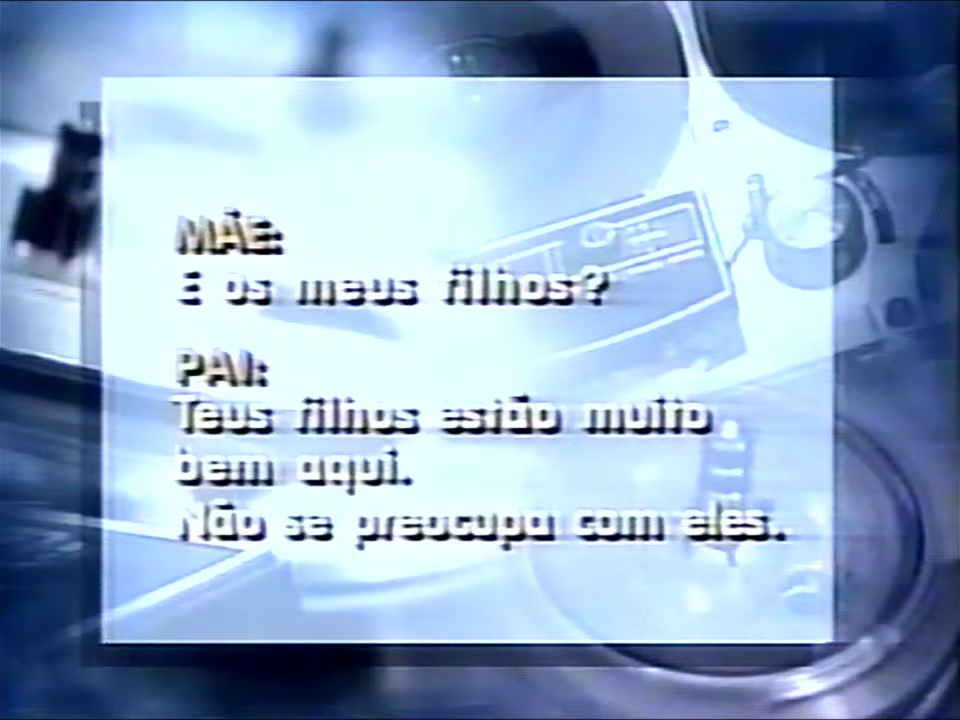 MÃE:
E os meus filhos?
PAI:
Teus filhos estão muito
bem aqui.
Não se preocupa com eles.